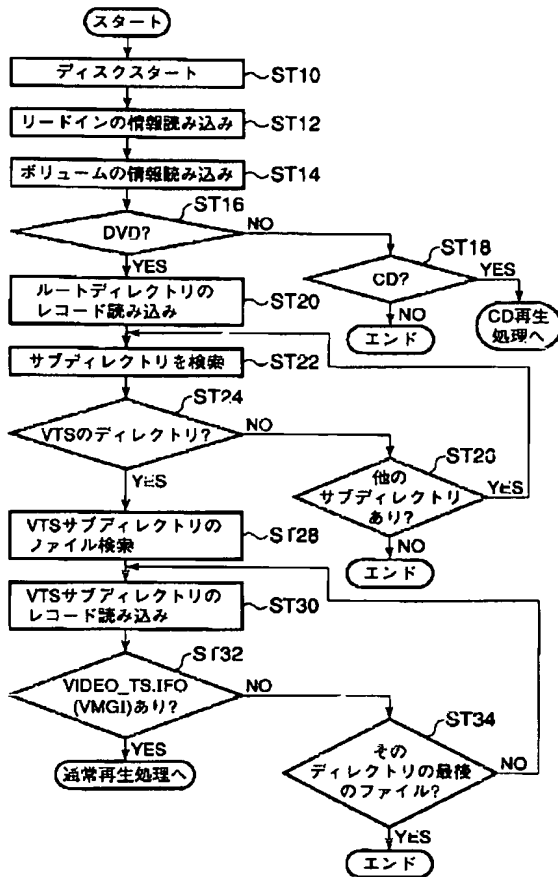 スタート
ディスクスタート
ST10
リードインの情報読み込み
ST12
ボリュームの情報読み込み
ST14
ST16
DVD?
NO
YES
ST18
CD?
YES
NO
エンド
CD再生
処理へ
ルートディレクトリの
レコード読み込み
ST20
サブディレクトリを検索
ST22
ST24
VTSのディレクトリ?
NO
YES
ST26
他の
サブディレクトリ
あり?
YES
NO
エンド
VTSサブディレクトリの
ファイル検索
ST28
VTSサブディレクトリの
レコード読み込み
ST30
ST32
VIDEO_TS.IFO
(VMGI)あり?
NO
YES
通常再生処理へ
ST34
その
ディレクトリの最後
のファイル?
NO
YES
エンド